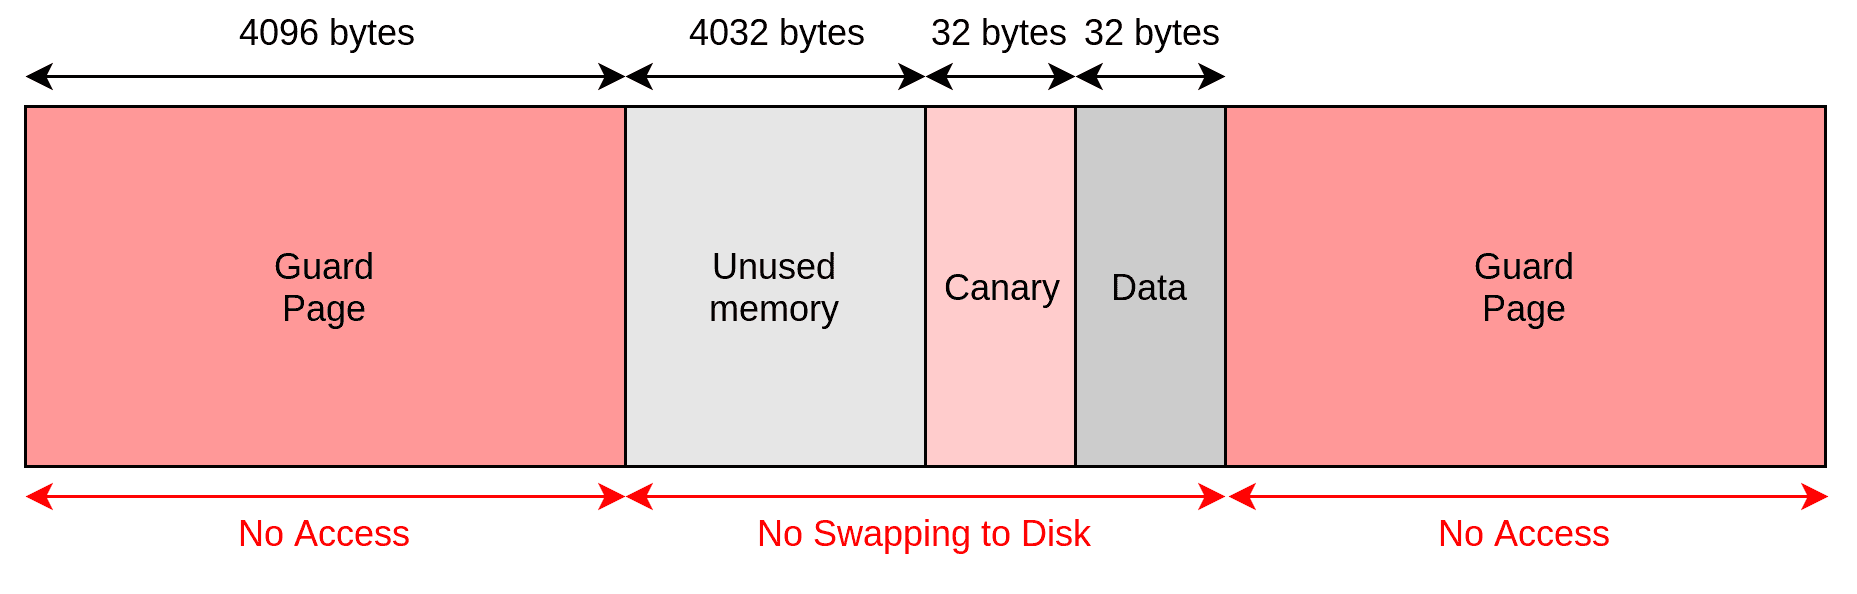 4096 bytes
4032 bytes
32 bytes
32 bytes
Guard
Page
Unused
memory
Canary
Data
Guard
Page
No Access
No Swapping to Disk
No Access